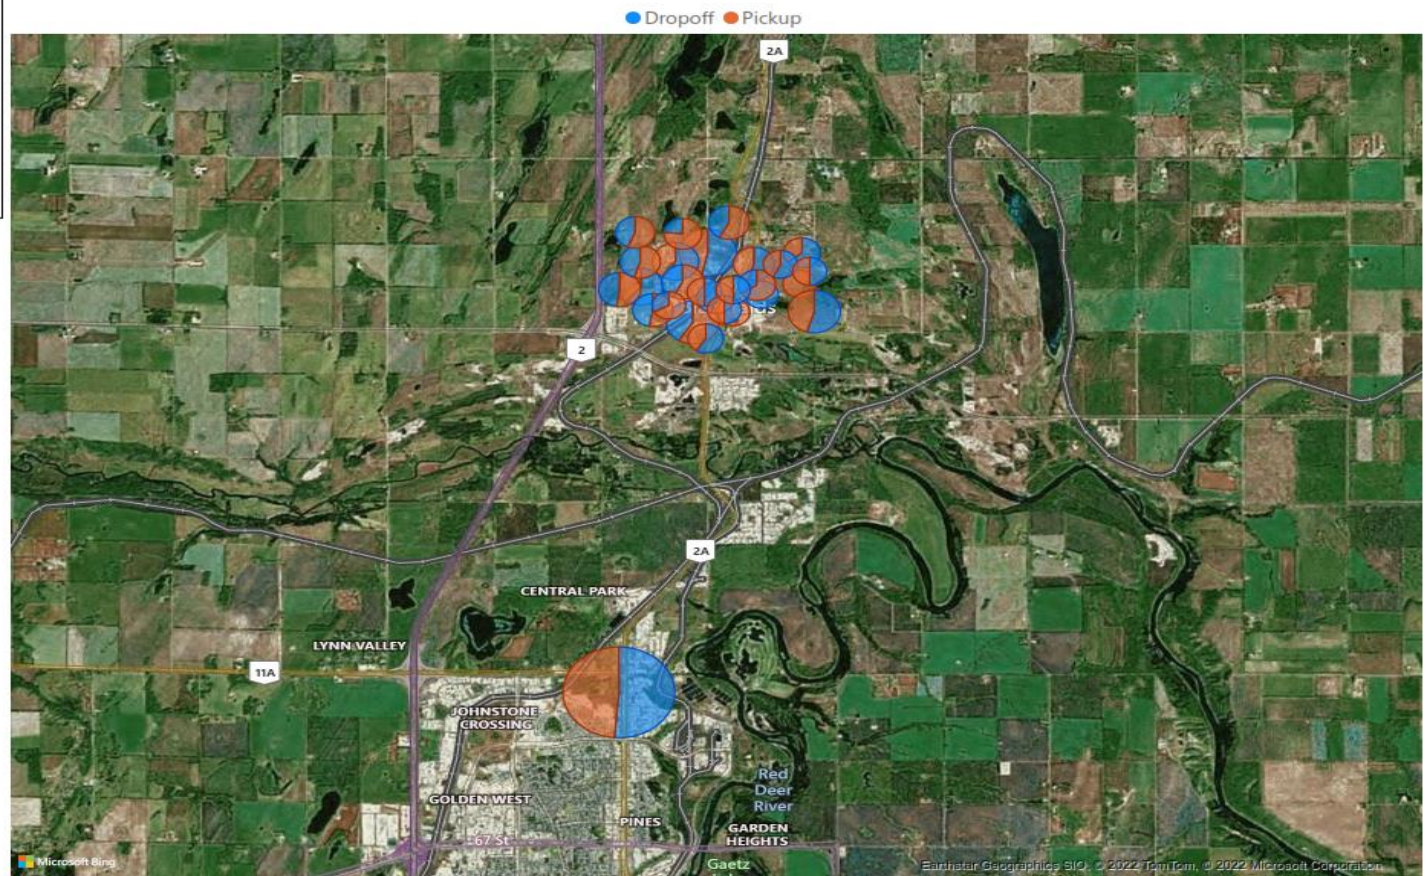 Dropoff Pickup
2A
2
2A
CENTRAL PARK
LYNN VALLEY
11A
JOHNSTONE
CROSSING
Red
Deer
River
GOLDEN WEST
PINES
GARDEN
HEIGHTS
67 St
Gaetz
Microsoft Bing
Earthstar Geographics SIO, © 2022 TomTom, © 2022 Microsoft Corporation